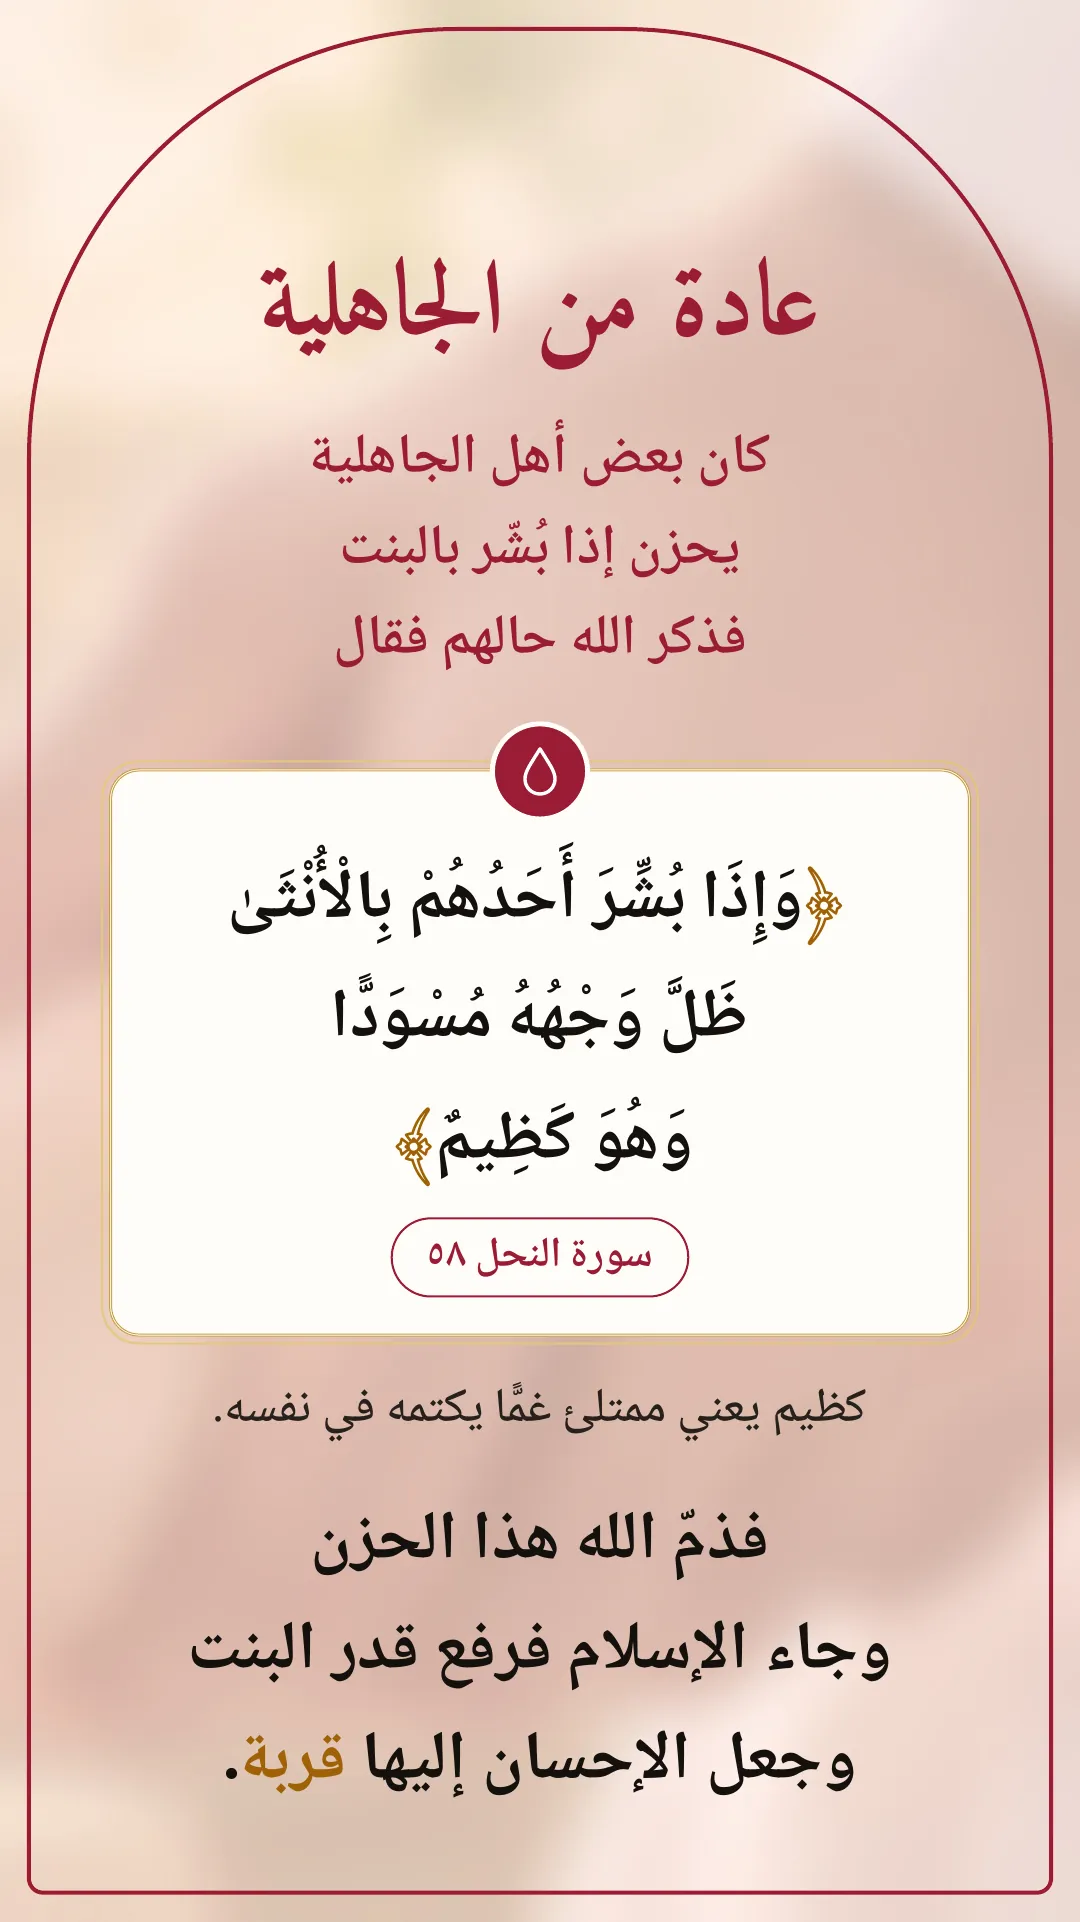 عادة من الجاهلية
كان بعض أهل الجاهلية
يحزن إذا بُشّر بالبنت
فذكر الله حالهم فقال
﴿وَإِذَا بُشِّرَ أَحَدُهُمْ بِالْأُنْثَىٰ
ظَلَّ وَجْهُهُ مُسْوَدًّا
وَهُوَ كَظِيمٌ﴾
سورة النحل ٥٨
كظيم يعني ممتلئ غمًّا يكتمه في نفسه.
فذمّ الله هذا الحزن
وجاء الإسلام فرفع قدر البنت
وجعل الإحسان إليها قربة.